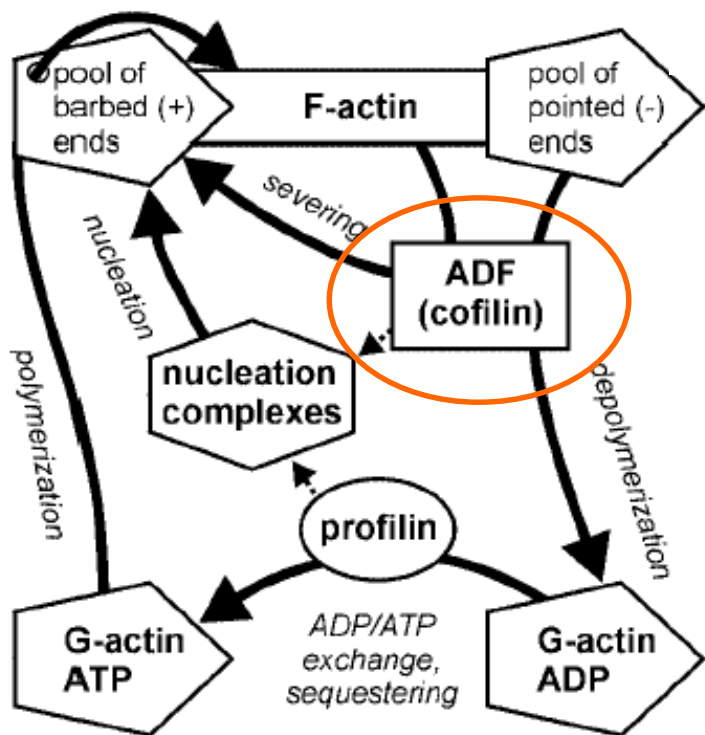 pool of
barbed (+)
ends
F-actin
pool of
pointed (-)
ends
severing
ADF
(cofilin)
nucleation
nucleation
complexes
polymerization
depolymerization
profilin
G-actin
ATP
ADP/ATP
exchange,
sequestering
G-actin
ADP